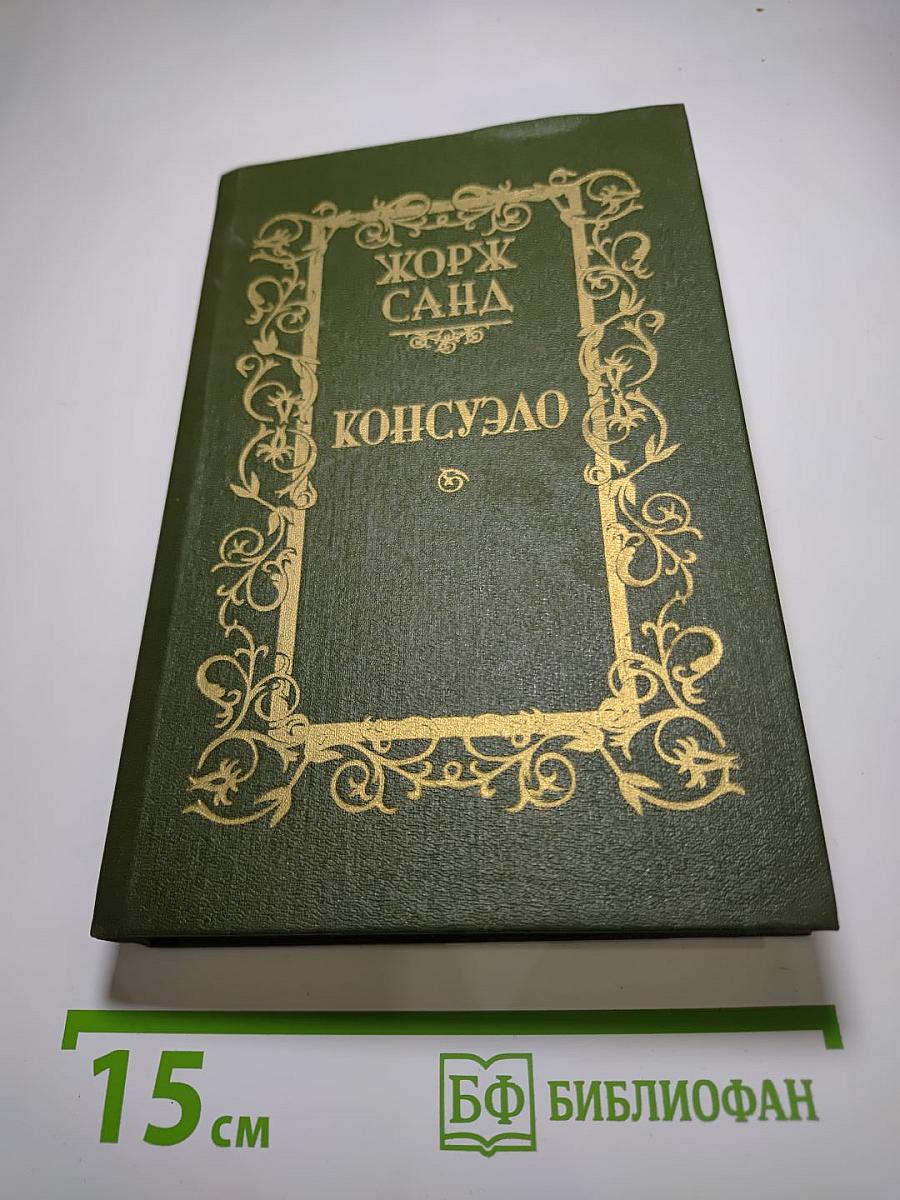 ЖОРЖ
САНД
КОНСУЭЛО
15 см
БФ БИБЛИОФАН